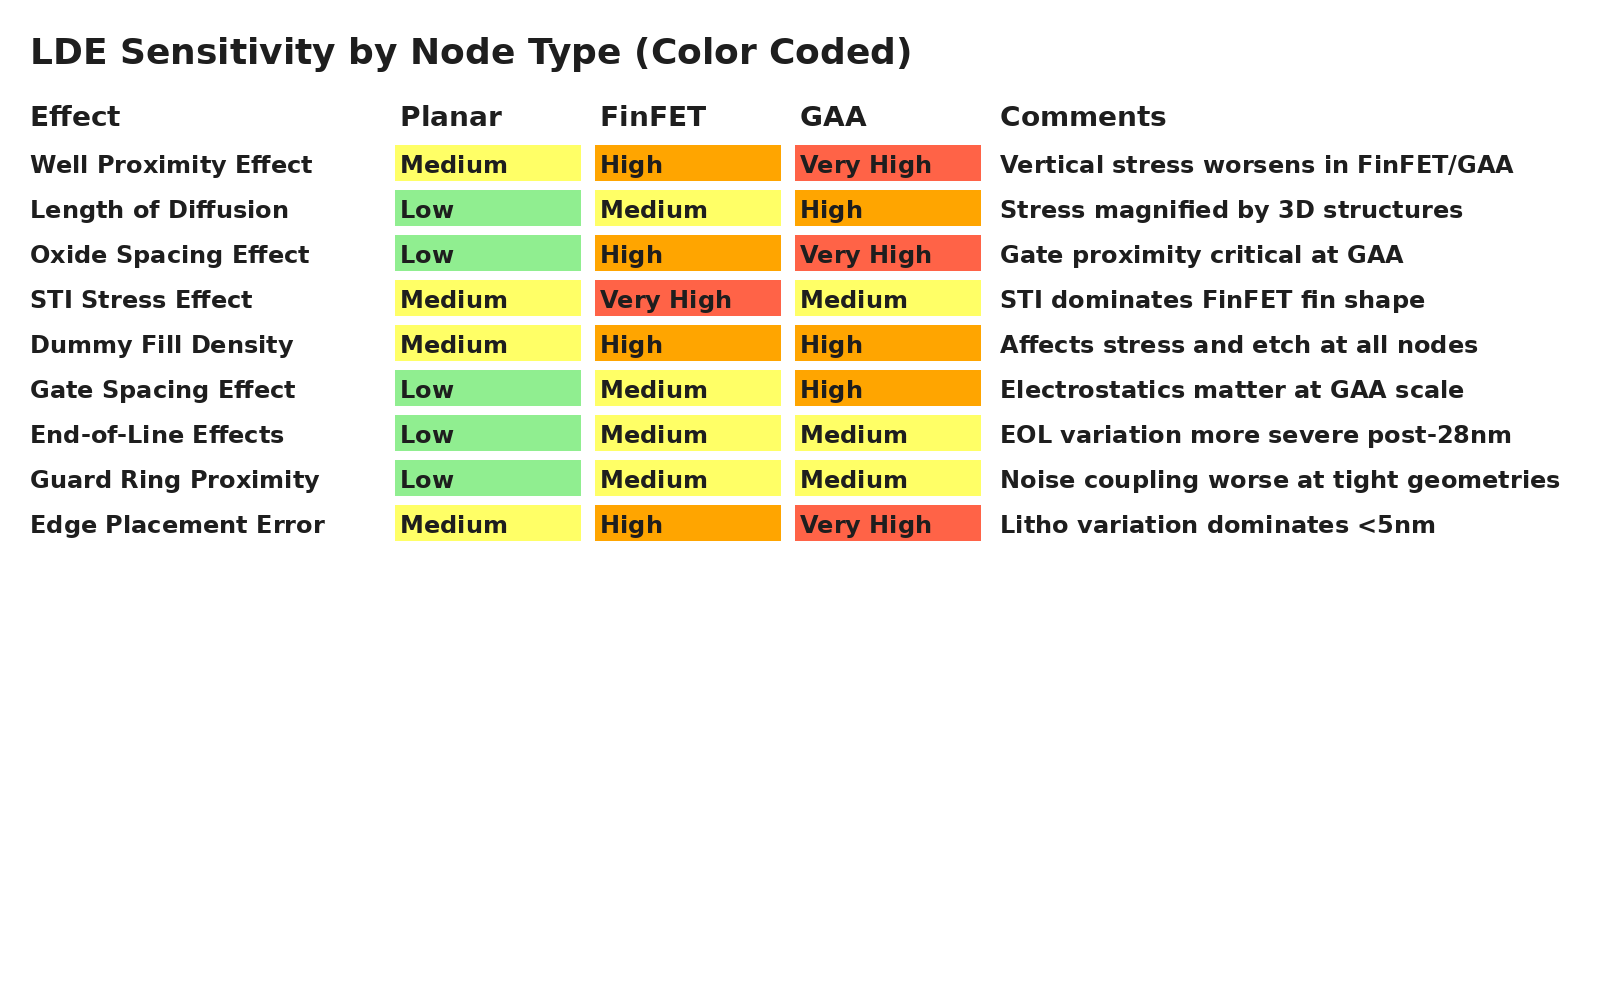 LDE Sensitivity by Node Type (Color Coded)
Effect Planar FinFET GAA Comments
Well Proximity Effect Medium High Very High Vertical stress worsens in FinFET/GAA
Length of Diffusion Low Medium High Stress magnified by 3D structures
Oxide Spacing Effect Low High Very High Gate proximity critical at GAA
STI Stress Effect Medium Very High Medium STI dominates FinFET fin shape
Dummy Fill Density Medium High High Affects stress and etch at all nodes
Gate Spacing Effect Low Medium High Electrostatics matter at GAA scale
End-of-Line Effects Low Medium Medium EOL variation more severe post-28nm
Guard Ring Proximity Low Medium Medium Noise coupling worse at tight geometries
Edge Placement Error Medium High Very High Litho variation dominates <5nm